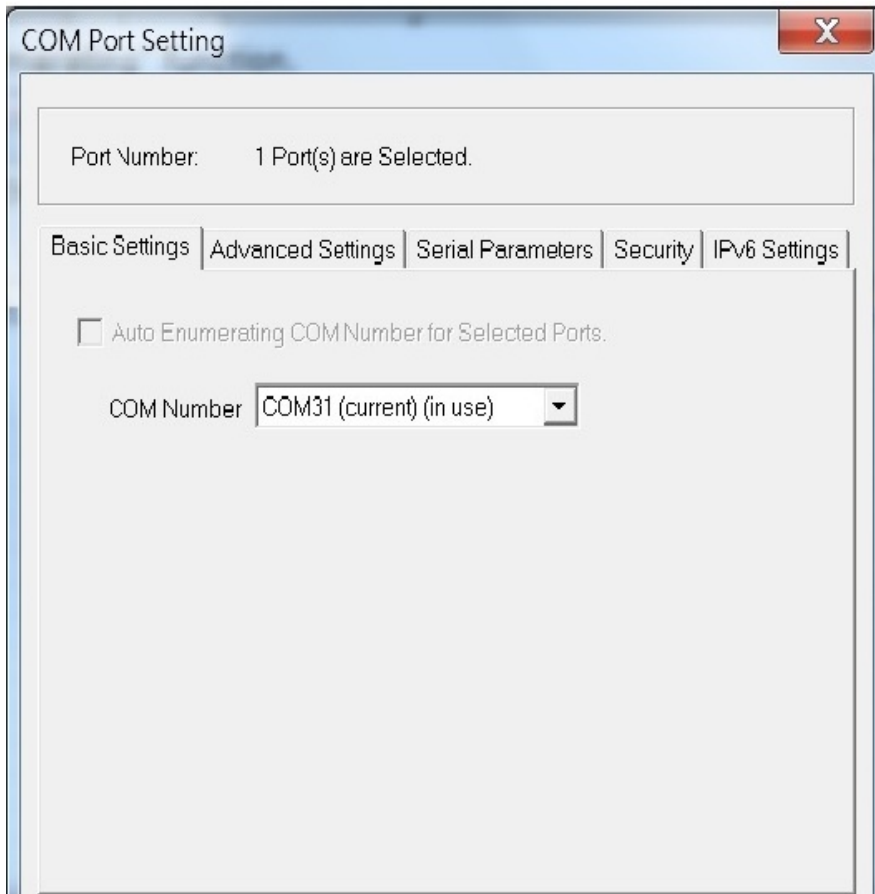 COM Port Setting
X
Port Number: 1 Port(s) are Selected.
Basic Settings Advanced Settings Serial Parameters Security IPv6 Settings
Auto Enumerating COM Number for Selected Ports.
COM Number COM31 (current) (in use)